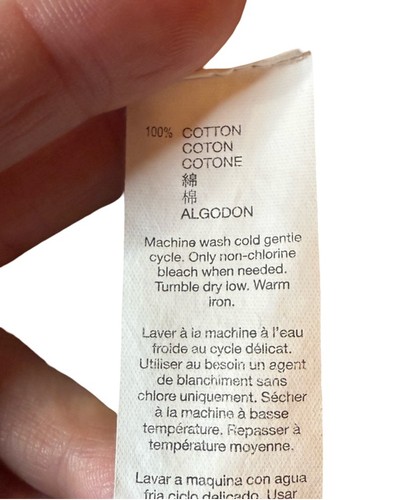 100% COTTON
COTON
COTONE
綿
棉
ALGODON
Machine wash cold gentle
cycle. Only non-chlorine
bleach when needed.
Tumble dry low. Warm
iron.
Laver à la machine à l'eau
froide au cycle délicat.
Utiliser au besoin un agent
de blanchiment sans
chlore uniquement. Sécher
à la machine à basse
température. Repasser à
température moyenne.
Lavar a maquina con agua
fria ciclo delicado. Usar